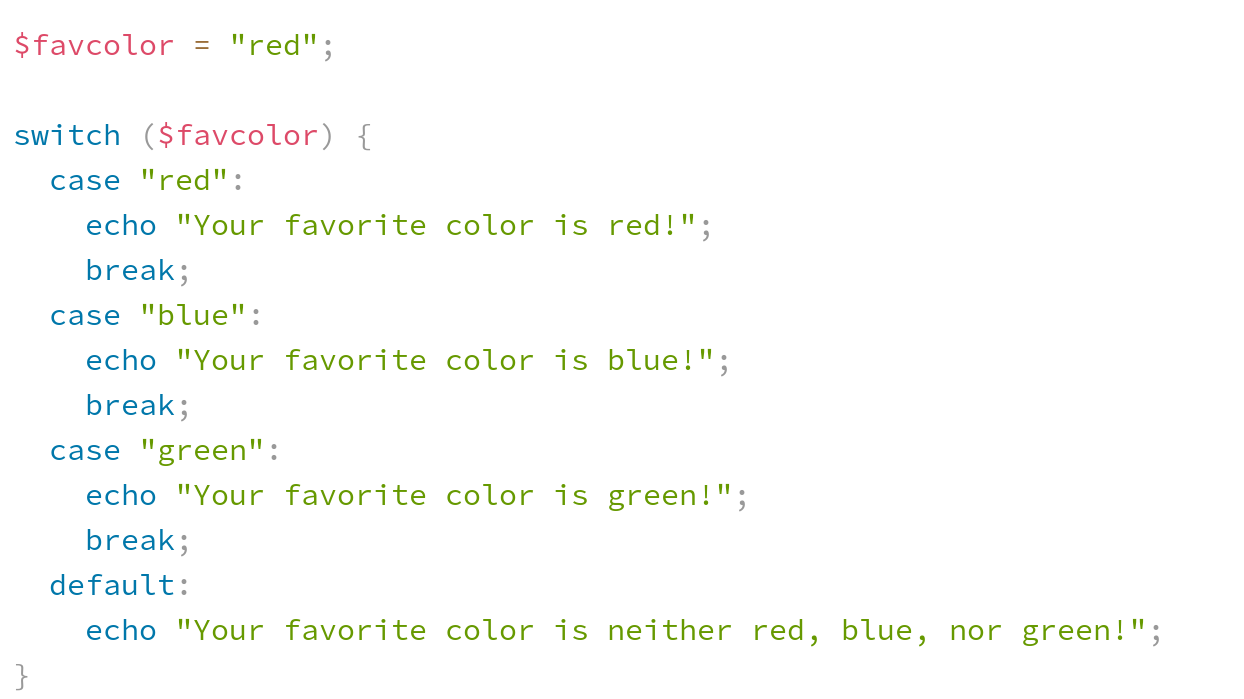 $favcolor = "red";

switch ($favcolor) {
  case "red":
    echo "Your favorite color is red!";
    break;
  case "blue":
    echo "Your favorite color is blue!";
    break;
  case "green":
    echo "Your favorite color is green!";
    break;
  default:
    echo "Your favorite color is neither red, blue, nor green!";
}